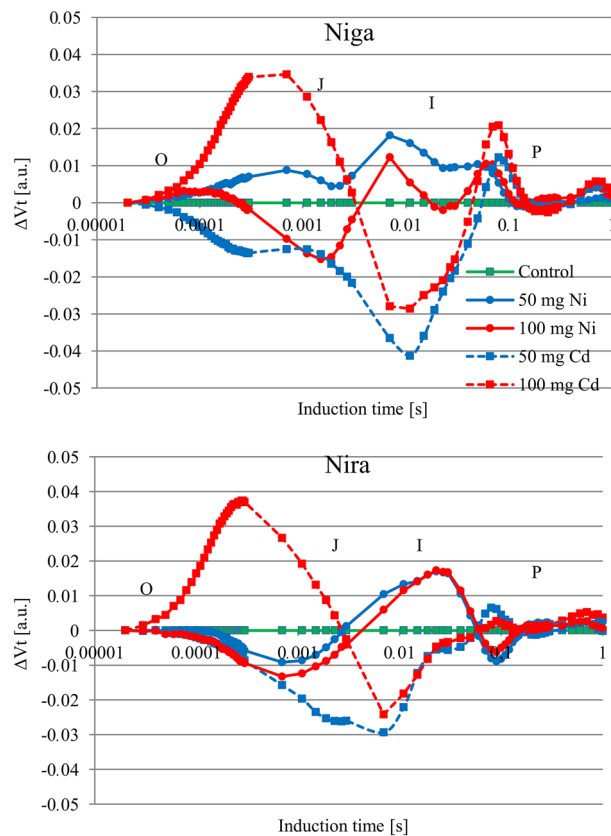 Niga
0.05
0.04
0.03
0.02
0.01
0
-0.01
-0.02
-0.03
-0.04
-0.05
ΔVt [a.u.]
O
J
I
P
0.00001
0.0001
0.001
0.01
0.1
1
Control
50 mg Ni
100 mg Ni
50 mg Cd
100 mg Cd
Induction time [s]
Nira
0.05
0.04
0.03
0.02
0.01
0
-0.01
-0.02
-0.03
-0.04
-0.05
ΔVt [a.u.]
O
J
I
P
0.00001
0.0001
0.001
0.01
0.1
1
Induction time [s]